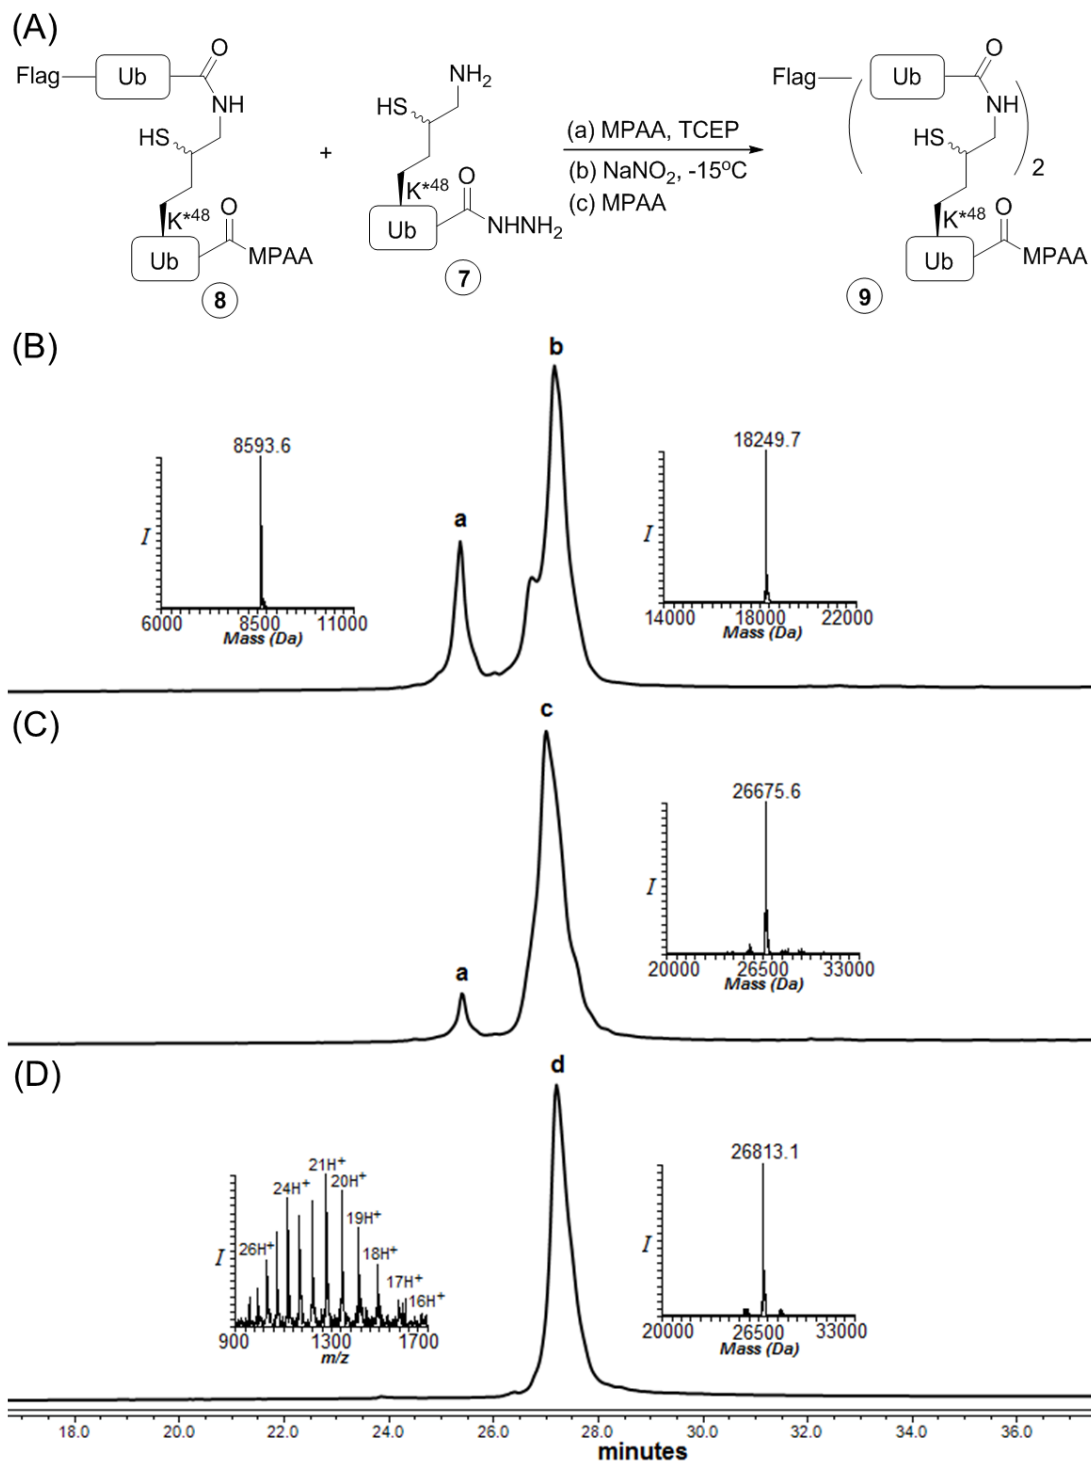 (A)
O
Flag
Ub
NH
HS
K*48
O
Ub
MPAA
8
+
NH2
HS
K*48
O
Ub
NHNH2
7
(a) MPAA, TCEP
(b) NaNO2, -15oC
(c) MPAA
O
Flag
Ub
NH
HS
2
K*48
O
Ub
MPAA
9
(B)
b
8593.6
18249.7
a
I
I
6000 8500 11000
Mass (Da)
14000 18000 22000
Mass (Da)
(C)
c
26675.6
I
a
20000 26500 33000
Mass (Da)
(D)
d
26813.1
21H+
24H+
20H+
19H+
26H+
18H+
17H+
16H+
I
I
900 1300 1700
m/z
20000 26500 33000
Mass (Da)
18.0 20.0 22.0 24.0 26.0 28.0 30.0 32.0 34.0 36.0
minutes